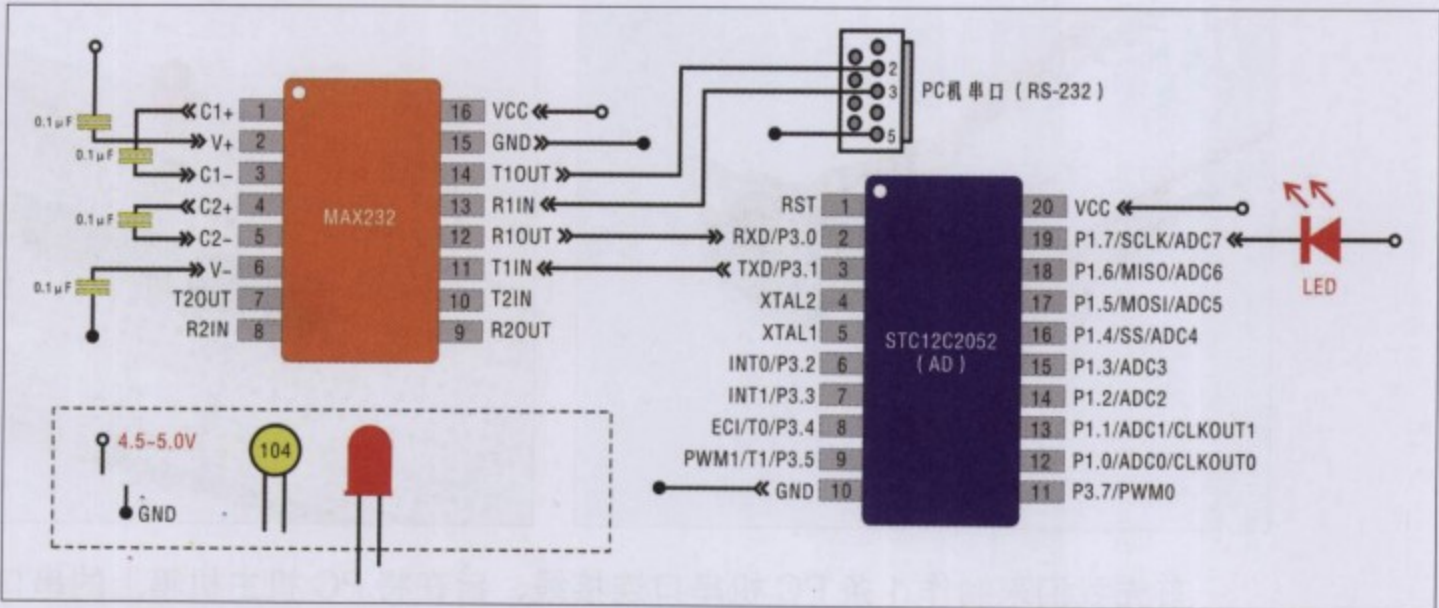 PC机串口（RS-232）
2
3
5
0.1μF
0.1μF
0.1μF
0.1μF
C1+ 1
V+ 2
C1- 3
C2+ 4
C2- 5
V- 6
T2OUT 7
R2IN 8
MAX232
16 VCC
15 GND
14 T1OUT
13 R1IN
12 R1OUT
11 T1IN
10 T2IN
9 R2OUT
RST 1
RXD/P3.0 2
TXD/P3.1 3
XTAL2 4
XTAL1 5
INT0/P3.2 6
INT1/P3.3 7
ECI/T0/P3.4 8
PWM1/T1/P3.5 9
GND 10
STC12C2052
（AD）
20 VCC
19 P1.7/SCLK/ADC7
18 P1.6/MISO/ADC6
17 P1.5/MOSI/ADC5
16 P1.4/SS/ADC4
15 P1.3/ADC3
14 P1.2/ADC2
13 P1.1/ADC1/CLKOUT1
12 P1.0/ADC0/CLKOUT0
11 P3.7/PWM0
LED
4.5~5.0V
GND
104